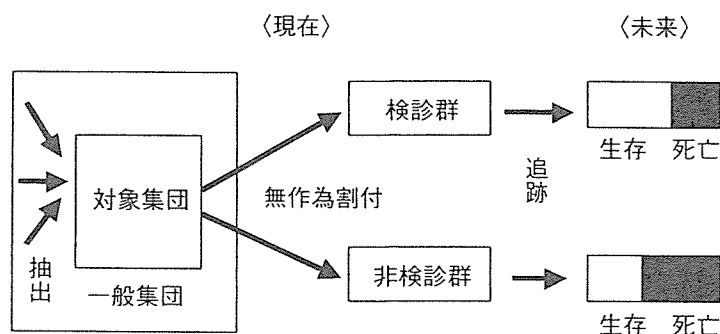 〈現在〉
〈未来〉
検診群
生存 死亡
対象集団
無作為割付
追跡
抽出
一般集団
非検診群
生存 死亡